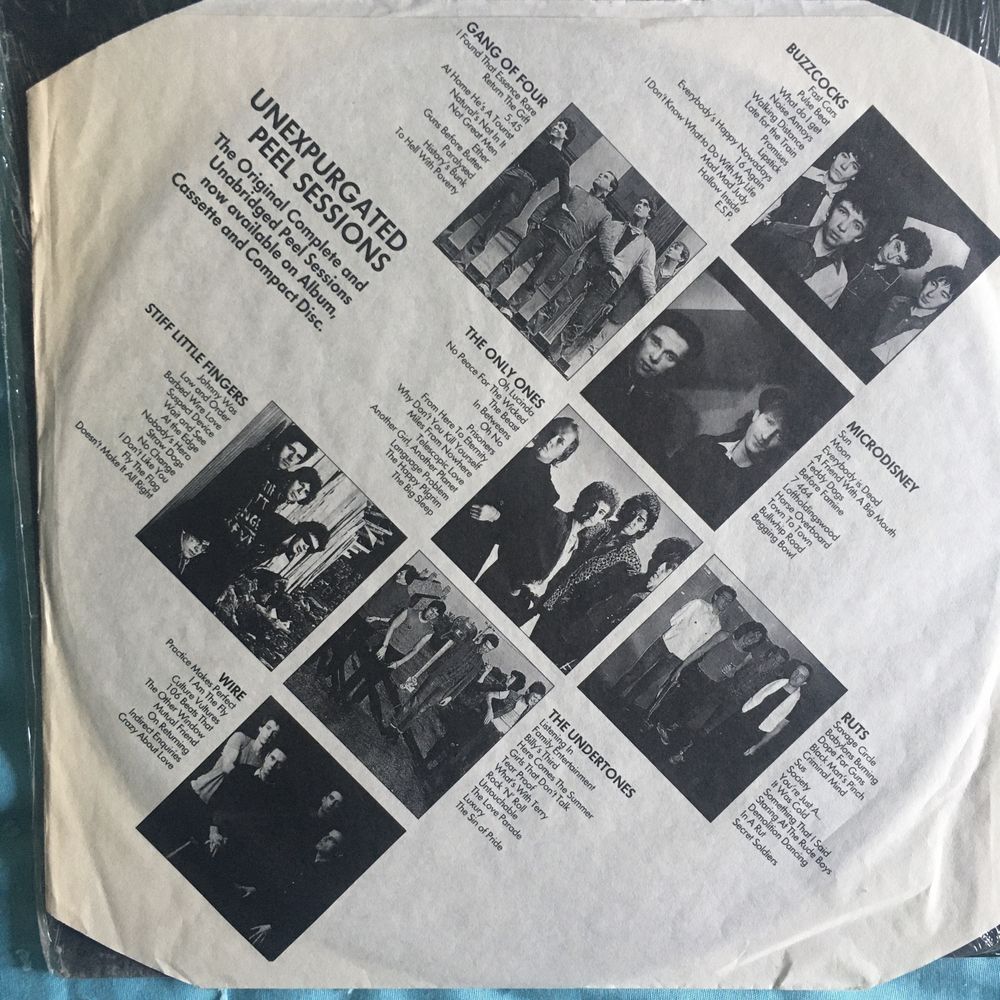 UNEXPURGATED
PEEL SESSIONS
The Original Complete and
Unabridged Peel Sessions
now available on Album,
Cassette and Compact Disc.
GANG OF FOUR
I Found That Essence Rare
Return The Gift
5.45
At Home He's A Tourist
Natural's Not In It
Not Great Men
Ether
Guns Before Butter
Paralysed
History's Bunk
To Hell With Poverty
BUZZCOCKS
Fast Cars
Pulse Beat
What do I get
Noise Annoys
Walking Distance
Late for the Train
Promises
Lipstick
Everybody's Happy Nowadays
16 Again
I Don't Know What to Do With My Life
Mad Mad Judy
Hollow Inside
E.S.P.
STIFF LITTLE FINGERS
Johnny Was
Law and Order
Barbed Wire Love
Suspect Device
Wait and See
At the Edge
Nobody's Hero
Straw Dogs
No Change
I Don't Like You
Fly The Flag
Doesn't Make It All Right
THE ONLY ONES
Oh Lucinda
No Peace For The Wicked
The Beast
In Betweens
Oh No
Prisoners
From Here To Eternity
Why Don't You Kill Yourself
Miles From Nowhere
Telescopic Love
Another Girl, Another Planet
Language Problem
The Happy Pilgrim
The Big Sleep
MICRODISNEY
Sun
Moon
Everybody is Dead
A Friend With A Big Mouth
Teddy Dogs
Before Famine
464
Loftholdingswood
Horse Overboard
Town To Town
Bullwhip Road
Begging Bowl
WIRE
Practice Makes Perfect
I Am The Fly
Culture Vultures
106 Beats That
The Other Window
Mutual Friend
On Returning
Indirect Enquiries
Crazy About Love
THE UNDERTONES
Listening In
Family Entertainment
Billy's Third
Here Comes The Summer
Girls That Don't Talk
Tear Proof
What's With Terry
Rock 'N' Roll
Untouchable
The Love Parade
Luxury
The Sin of Pride
RUTS
Savage Circle
Babylons Burning
Dope For Guns
Black Man's Pinch
Criminal Mind
Sus
Society
You're Just A...
It Was Cold
Something That I Said
Staring At The Rude Boys
Demolition Dancing
In A Rut
Secret Soldiers